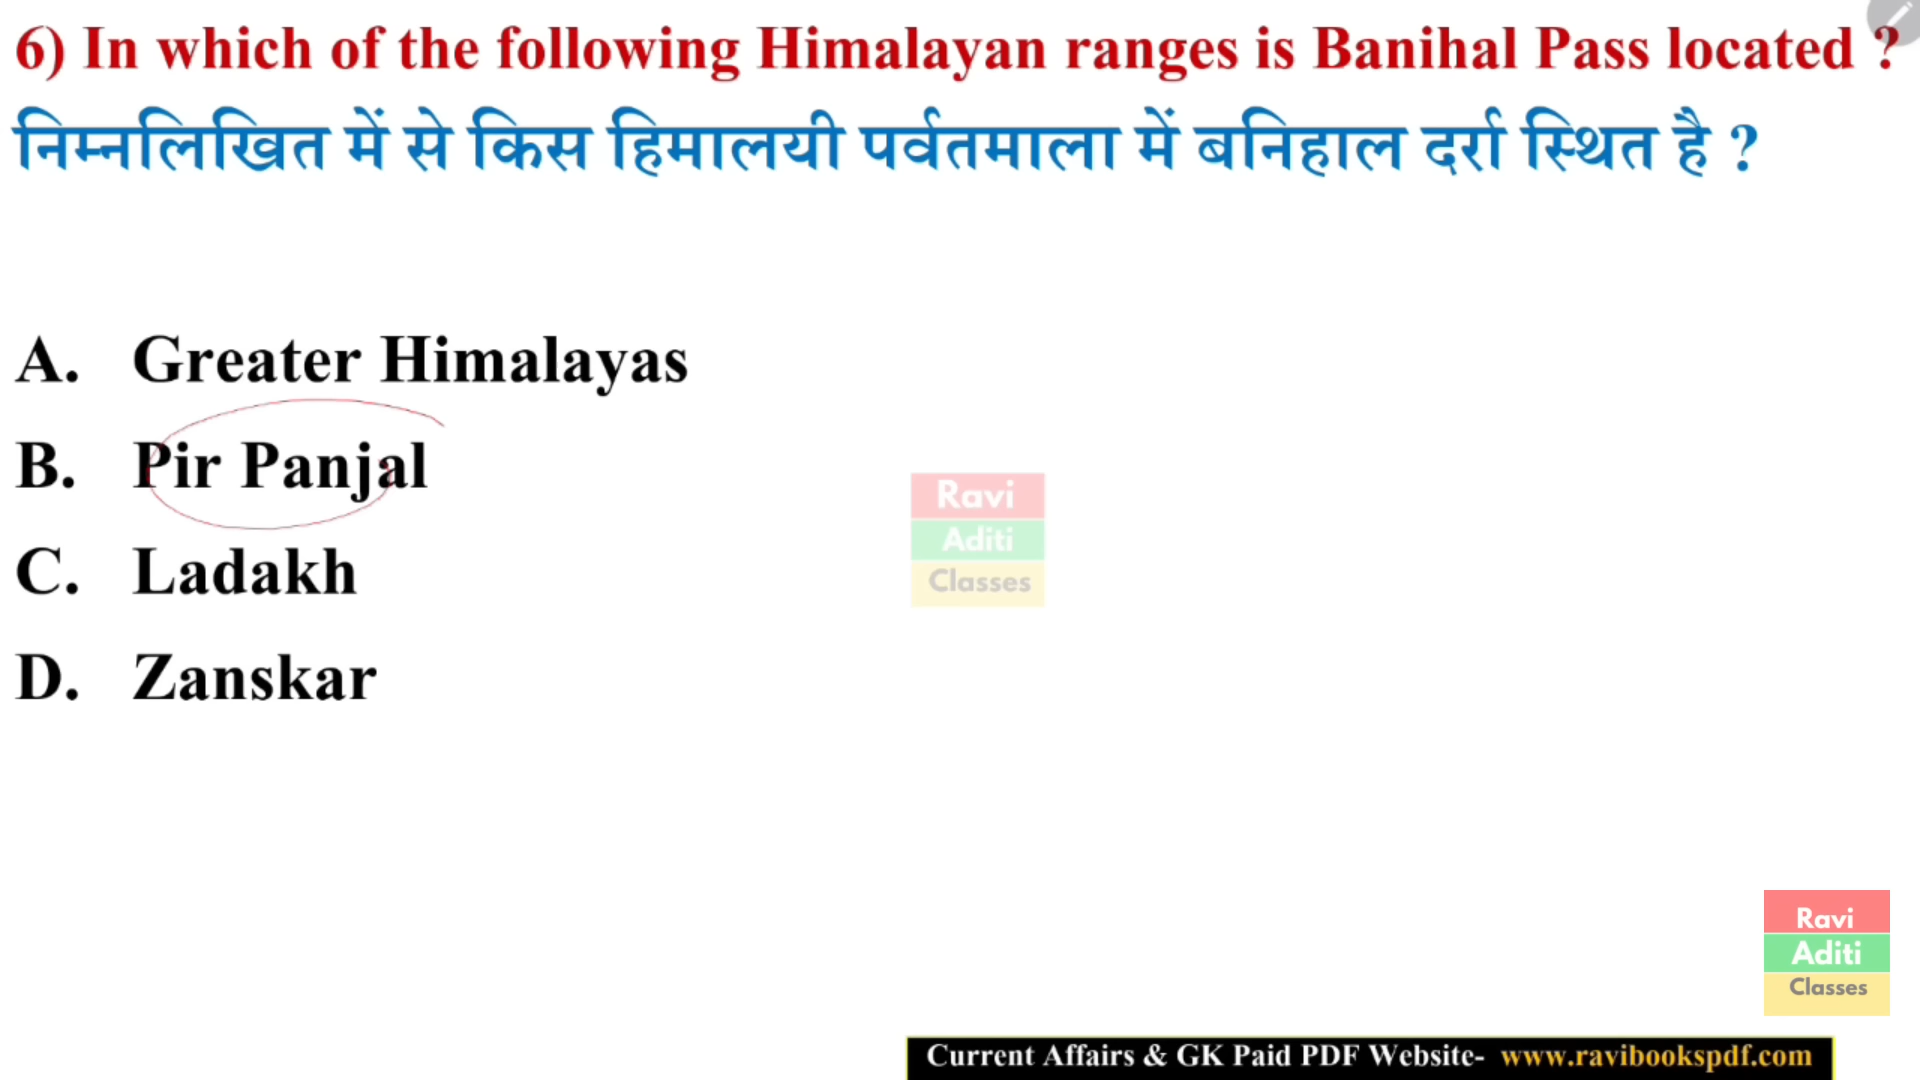 6) In which of the following Himalayan ranges is Banihal Pass located ?
निम्नलिखित में से किस हिमालयी पर्वतमाला में बनिहाल दर्रा स्थित है ?
A. Greater Himalayas
B. Pir Panjal
C. Ladakh
D. Zanskar
Ravi
Aditi
Classes
Ravi
Aditi
Classes
Current Affairs & GK Paid PDF Website- www.ravibookspdf.com